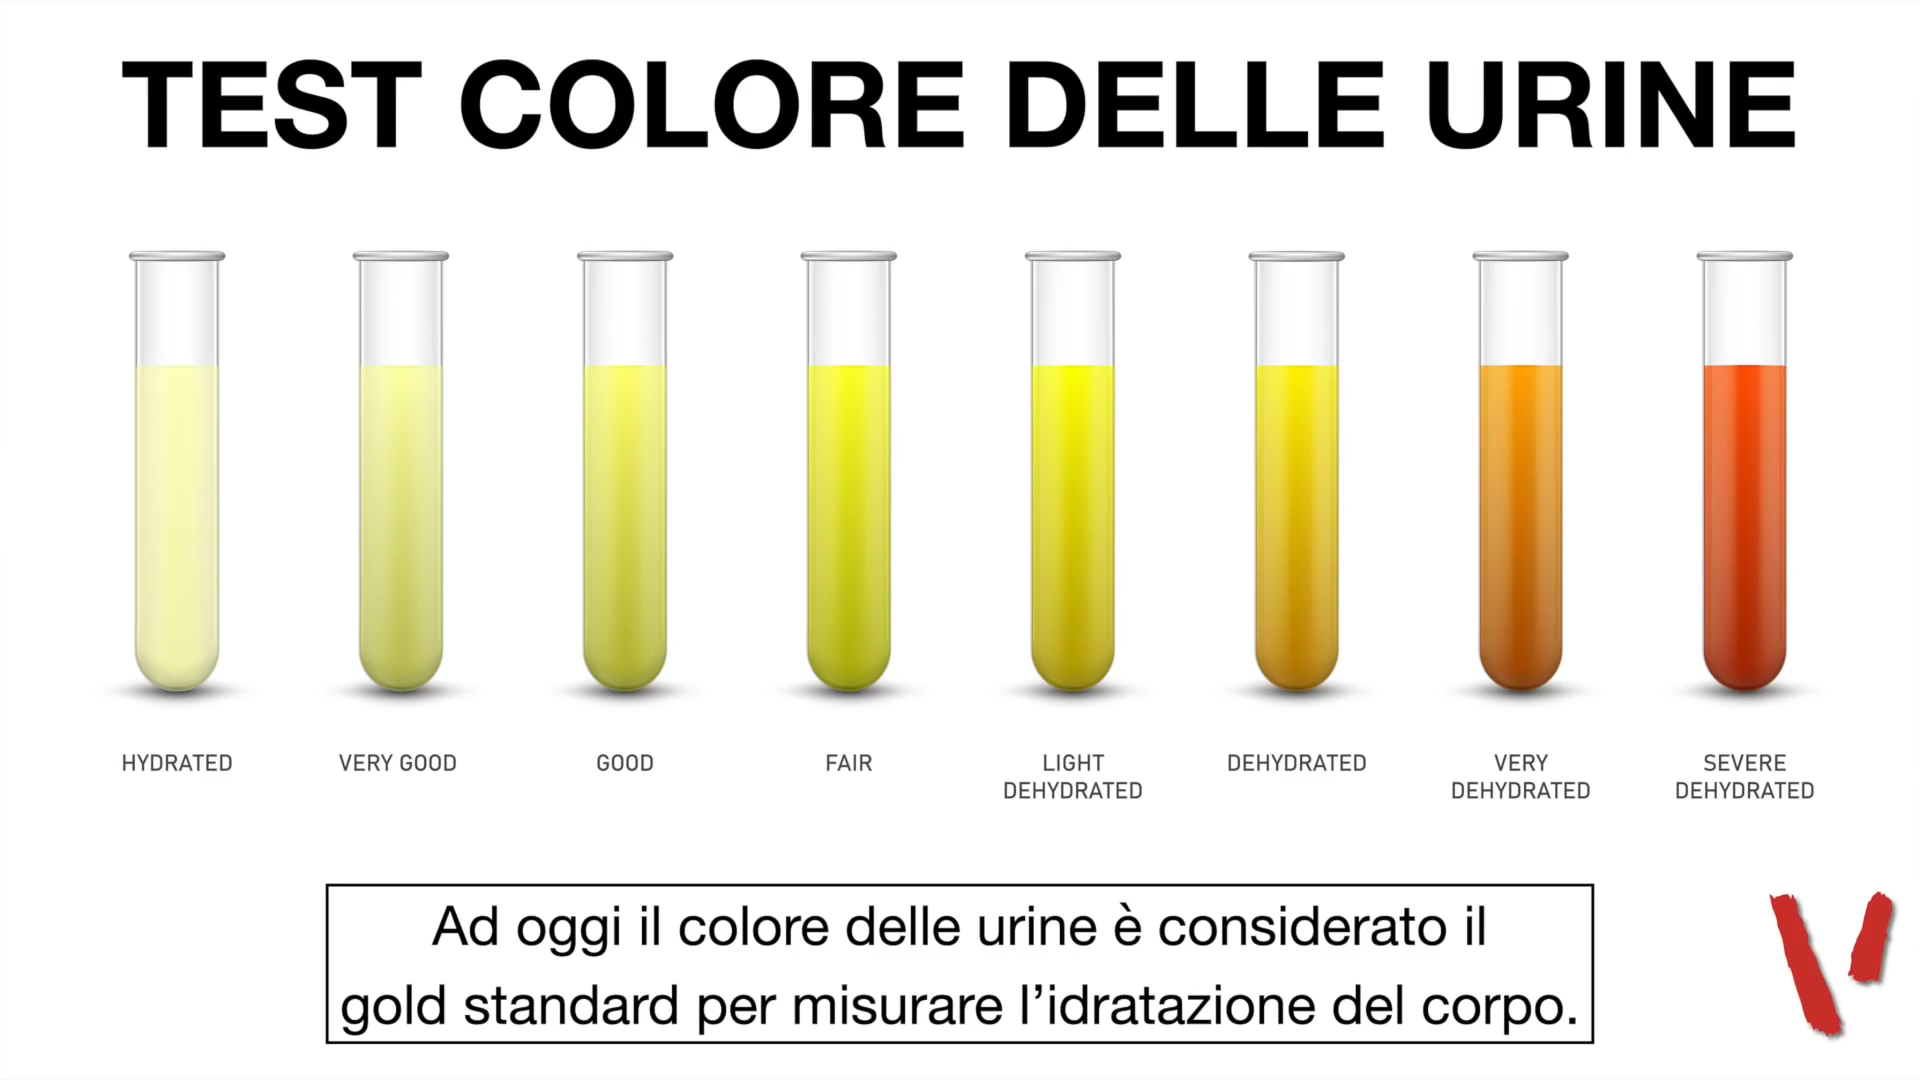 TEST COLORE DELLE URINE
HYDRATED
VERY GOOD
GOOD
FAIR
LIGHT
DEHYDRATED
DEHYDRATED
VERY
DEHYDRATED
SEVERE
DEHYDRATED
Ad oggi il colore delle urine è considerato il
gold standard per misurare l’idratazione del corpo.